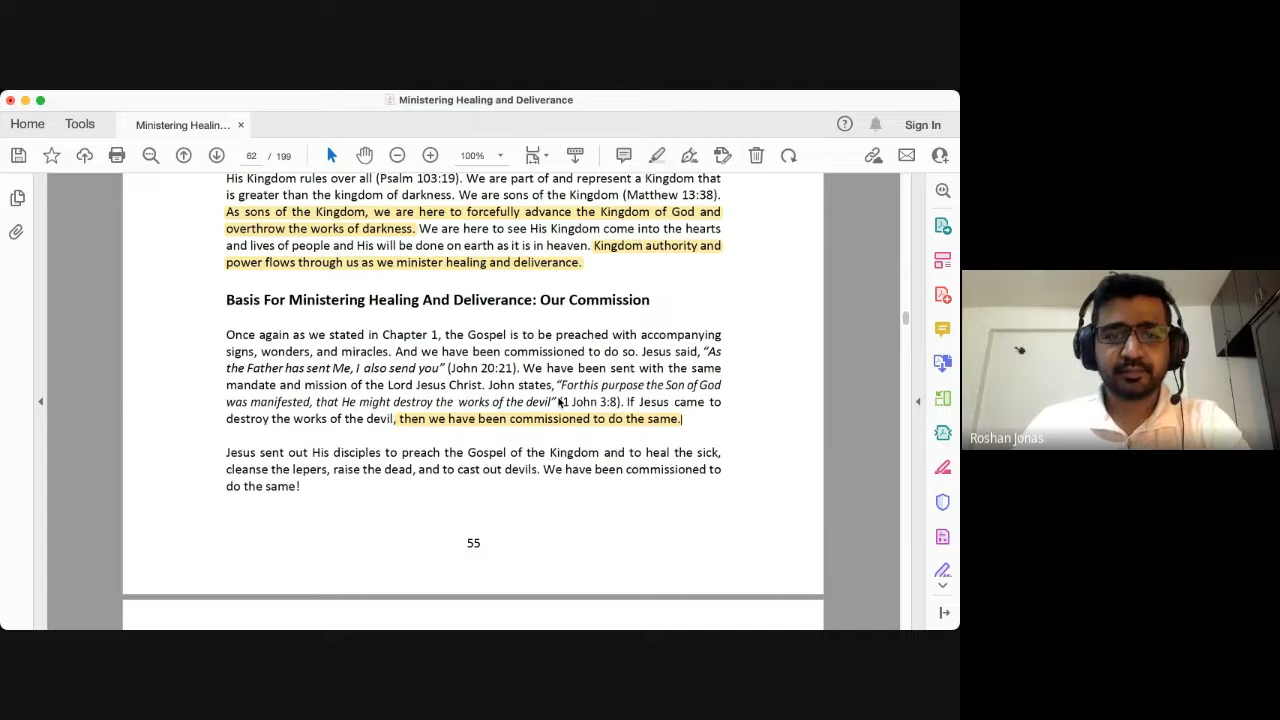 Ministering Healing and Deliverance
Home Tools Ministering Healin... × Sign In
62 / 199 100%
His Kingdom rules over all (Psalm 103:19). We are part of and represent a Kingdom that
is greater than the kingdom of darkness. We are sons of the Kingdom (Matthew 13:38).
As sons of the Kingdom, we are here to forcefully advance the Kingdom of God and
overthrow the works of darkness. We are here to see His Kingdom come into the hearts
and lives of people and His will be done on earth as it is in heaven. Kingdom authority and
power flows through us as we minister healing and deliverance.
Basis For Ministering Healing And Deliverance: Our Commission
Once again as we stated in Chapter 1, the Gospel is to be preached with accompanying
signs, wonders, and miracles. And we have been commissioned to do so. Jesus said, “As
the Father has sent Me, I also send you” (John 20:21). We have been sent with the same
mandate and mission of the Lord Jesus Christ. John states, “Forthis purpose the Son of God
was manifested, that He might destroy the works of the devil” (1 John 3:8). If Jesus came to
destroy the works of the devil, then we have been commissioned to do the same.
Jesus sent out His disciples to preach the Gospel of the Kingdom and to heal the sick,
cleanse the lepers, raise the dead, and to cast out devils. We have been commissioned to
do the same!
55
Roshan Jonas